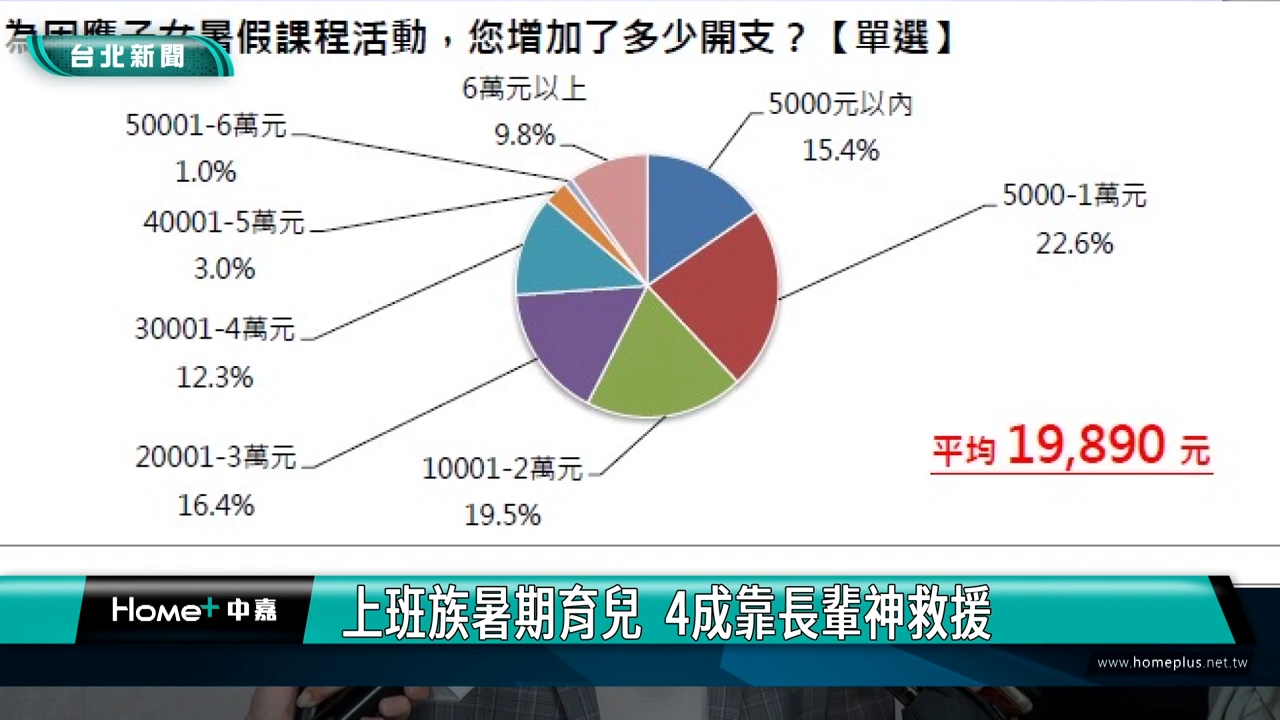 為因應子女暑假課程活動，您增加了多少開支？【單選】
台北新聞
6萬元以上
9.8%
5000元以內
15.4%
50001-6萬元
1.0%
5000-1萬元
22.6%
40001-5萬元
3.0%
30001-4萬元
12.3%
平均 19,890 元
20001-3萬元
16.4%
10001-2萬元
19.5%
Home+ 中嘉
上班族暑期育兒 4成靠長輩神救援
www.homeplus.net.tw